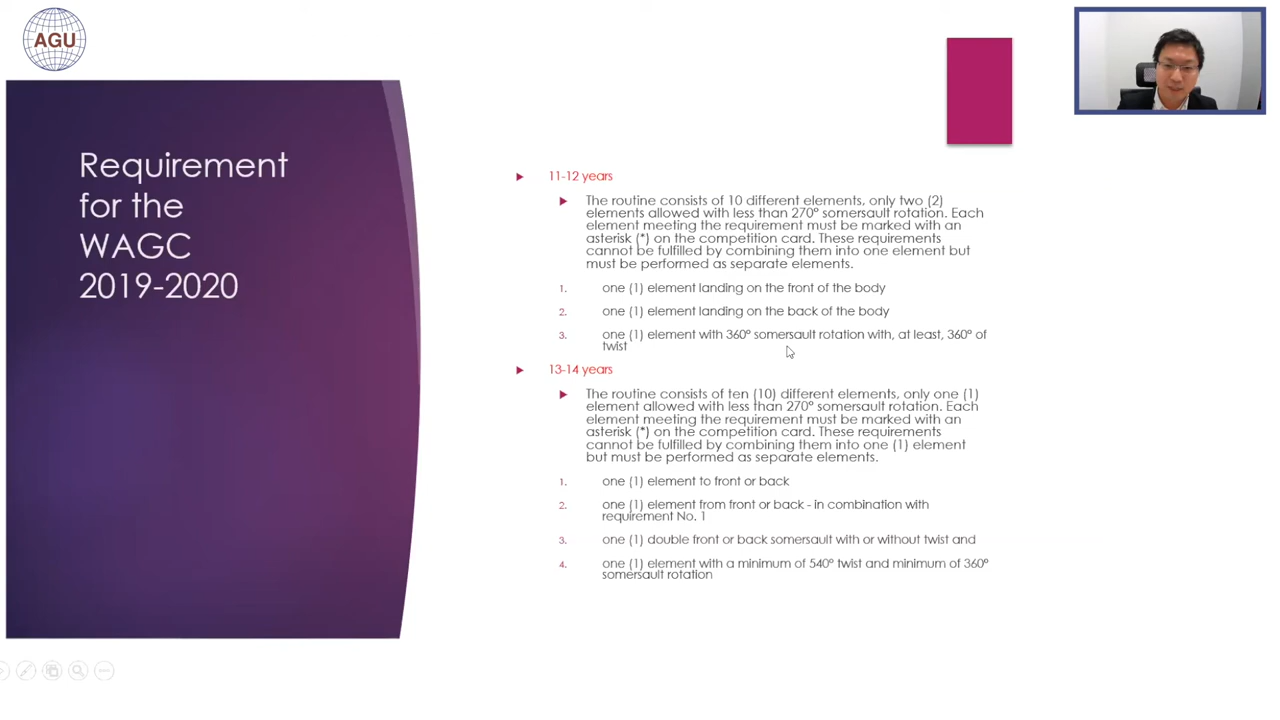 AGU
Requirement
for the
WAGC
2019-2020
11-12 years
The routine consists of 10 different elements, only two (2)
elements allowed with less than 270° somersault rotation. Each
element meeting the requirement must be marked with an
asterisk (*) on the competition card. These requirements
cannot be fulfilled by combining them into one element but
must be performed as separate elements.
1. one (1) element landing on the front of the body
2. one (1) element landing on the back of the body
3. one (1) element with 360° somersault rotation with, at least, 360° of
twist
13-14 years
The routine consists of ten (10) different elements, only one (1)
element allowed with less than 270° somersault rotation. Each
element meeting the requirement must be marked with an
asterisk (*) on the competition card. These requirements
cannot be fulfilled by combining them into one (1) element
but must be performed as separate elements.
1. one (1) element to front or back
2. one (1) element from front or back - in combination with
requirement No. 1
3. one (1) double front or back somersault with or without twist and
4. one (1) element with a minimum of 540° twist and minimum of 360°
somersault rotation